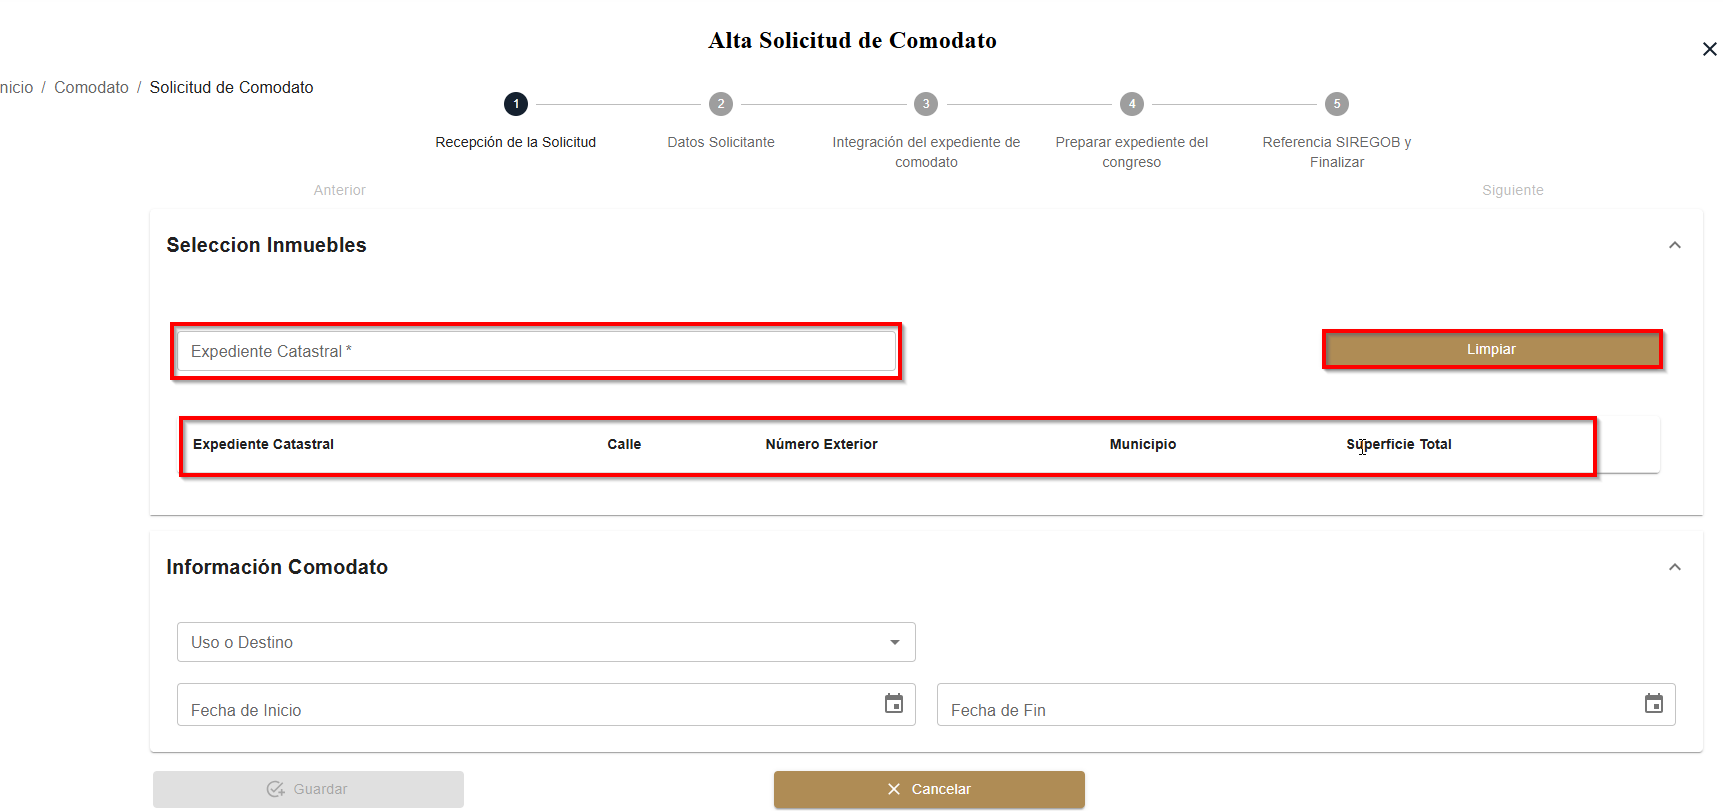 Alta Solicitud de Comodato
nicio / Comodato / Solicitud de Comodato
1 2 3 4 5
Recepción de la Solicitud
Datos Solicitante
Integración del expediente de
comodato
Preparar expediente del
congreso
Referencia SIREGOB y
Finalizar
Anterior
Siguiente
Seleccion Inmuebles
Expediente Catastral *
Limpiar
Expediente Catastral Calle Número Exterior Municipio Superficie Total
Información Comodato
Uso o Destino
Fecha de Inicio
Fecha de Fin
Guardar
Cancelar